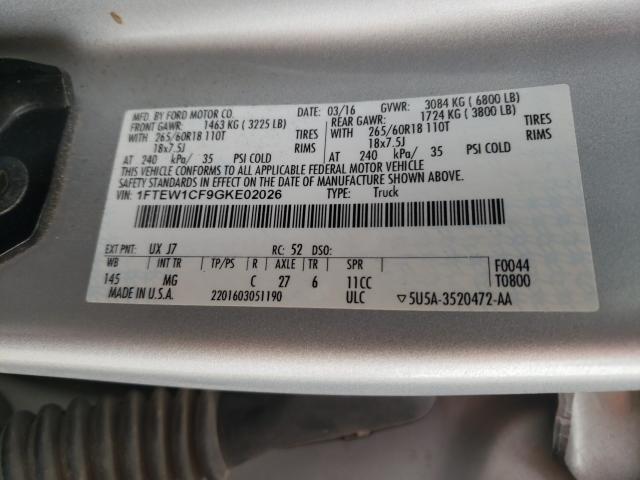 MFD. BY FORD MOTOR CO. DATE: 03/16 GVWR: 3084 KG ( 6800 LB)
FRONT GAWR: 1463 KG ( 3225 LB) REAR GAWR: 1724 KG ( 3800 LB)
WITH 265/60R18 110T TIRES WITH 265/60R18 110T TIRES
18x7.5J RIMS 18x7.5J RIMS
AT 240 kPa/ 35 PSI COLD AT 240 kPa/ 35 PSI COLD
THIS VEHICLE CONFORMS TO ALL APPLICABLE FEDERAL MOTOR VEHICLE
SAFETY AND THEFT PREVENTION STANDARDS IN EFFECT ON THE DATE OF MANUFACTURE SHOWN ABOVE.
VIN: 1FTEW1CF9GKE02026 TYPE: Truck
EXT PNT: UX J7 RC: 52 DSO:
WB INT TR TP/PS R AXLE TR SPR F0044
145 MG C 27 6 11CC T0800
MADE IN U.S.A. 2201603051190 ULC ▽5U5A-3520472-AA